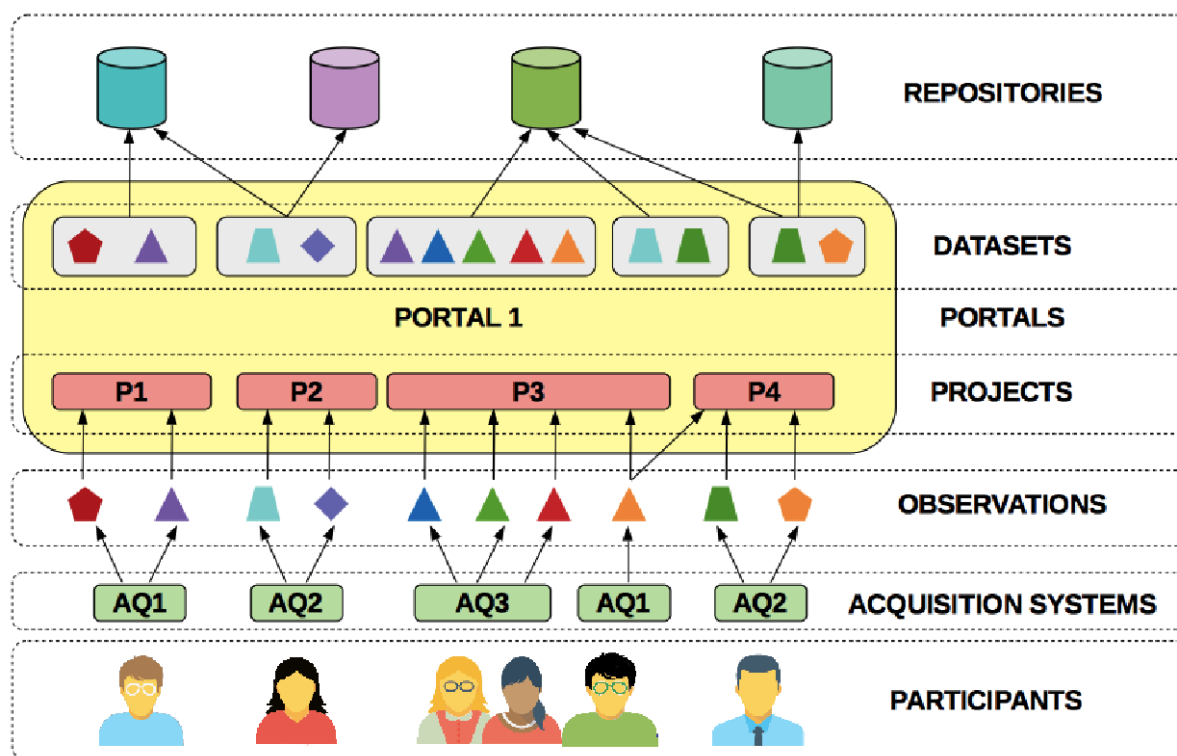 REPOSITORIES
DATASETS
PORTAL 1
PORTALS
P1
P2
P3
P4
PROJECTS
OBSERVATIONS
AQ1
AQ2
AQ3
AQ1
AQ2
ACQUISITION SYSTEMS
PARTICIPANTS